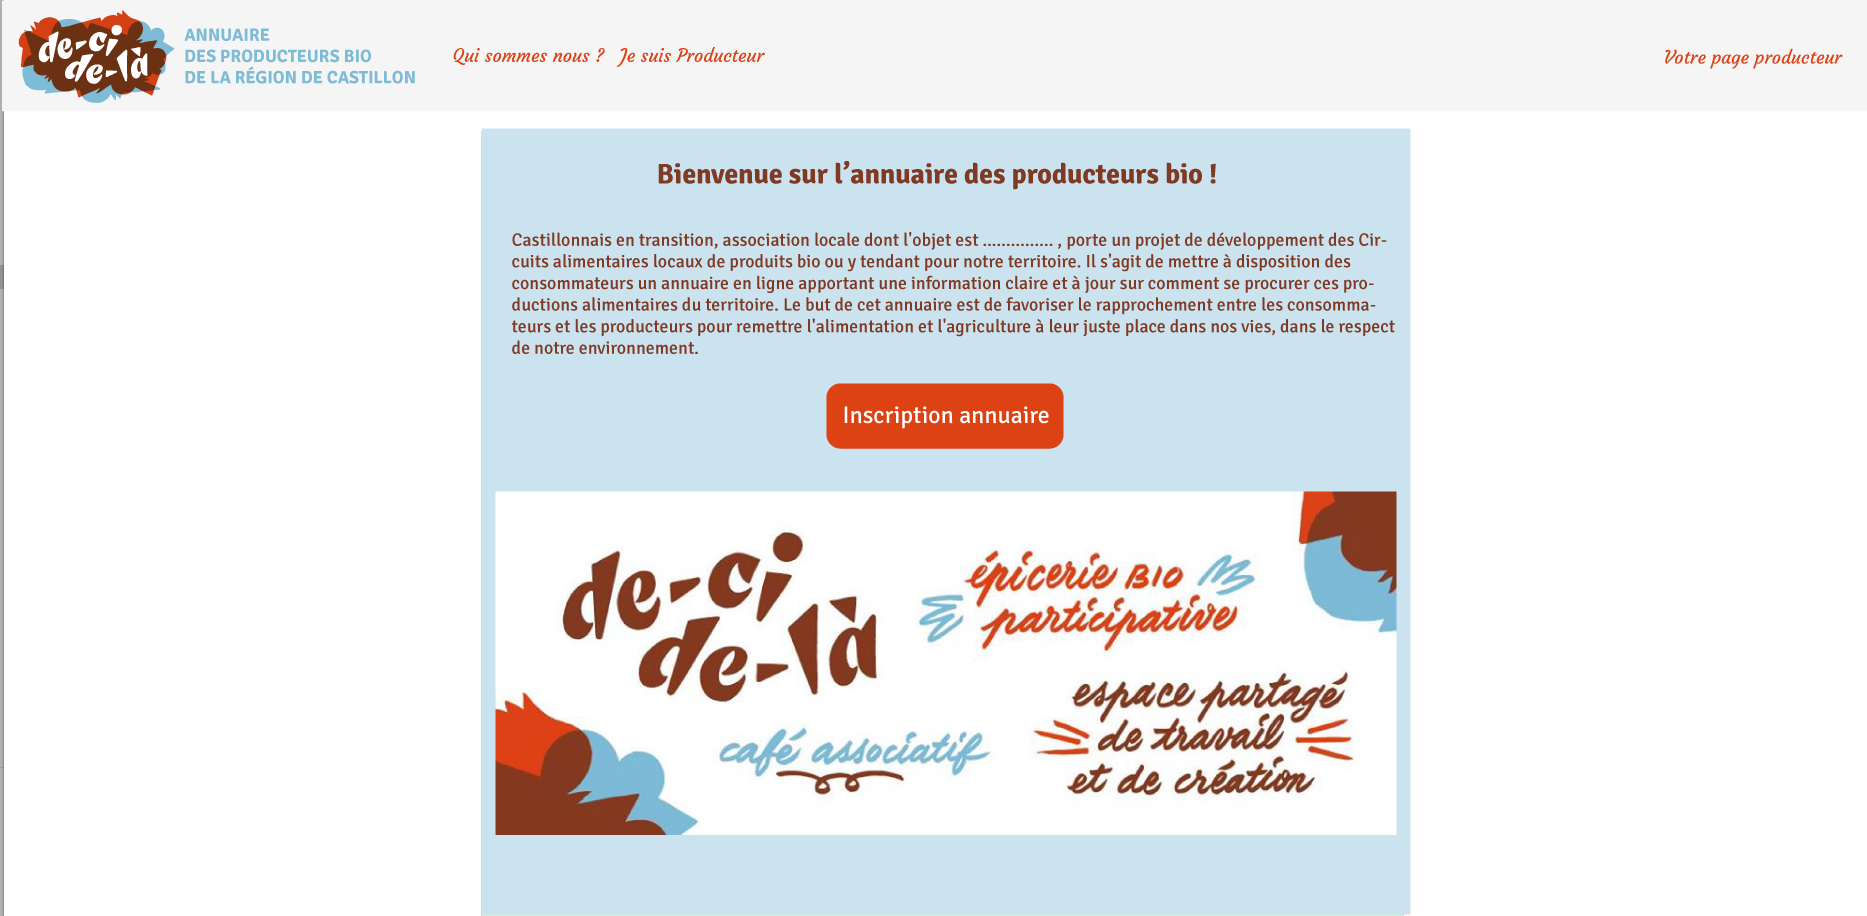 de-ci
de-là
ANNUAIRE
DES PRODUCTEURS BIO
DE LA RÉGION DE CASTILLON
Qui sommes nous ? Je suis Producteur
Votre page producteur
Bienvenue sur l’annuaire des producteurs bio !
Castillonnais en transition, association locale dont l'objet est ............... , porte un projet de développement des Cir-
cuits alimentaires locaux de produits bio ou y tendant pour notre territoire. Il s'agit de mettre à disposition des
consommateurs un annuaire en ligne apportant une information claire et à jour sur comment se procurer ces pro-
ductions alimentaires du territoire. Le but de cet annuaire est de favoriser le rapprochement entre les consomma-
teurs et les producteurs pour remettre l'alimentation et l'agriculture à leur juste place dans nos vies, dans le respect
de notre environnement.
Inscription annuaire
de-ci
de-là
épicerie BIO
participative
café associatif
espace partagé
de travail
et de création